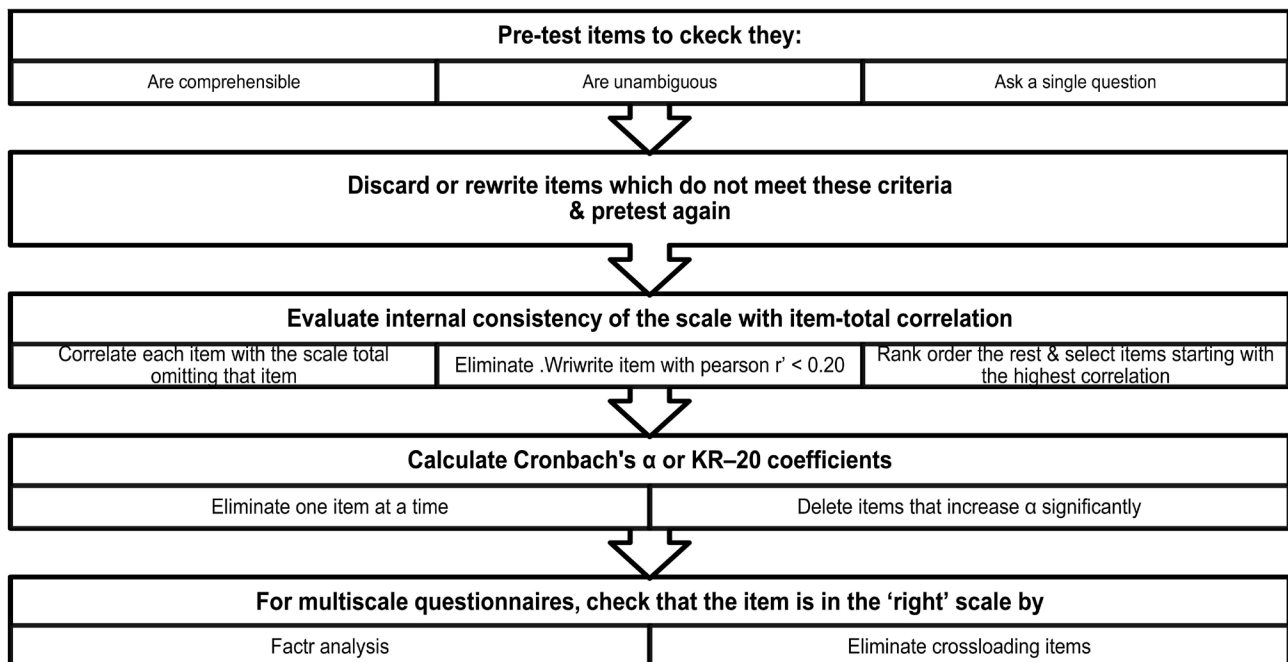 Pre-test items to ckeck they:
Are comprehensible
Are unambiguous
Ask a single question
Discard or rewrite items which do not meet these criteria
& pretest again
Evaluate internal consistency of the scale with item-total correlation
Correlate each item with the scale total
omitting that item
Eliminate .Wriwrite item with pearson r’ < 0.20
Rank order the rest & select items starting with
the highest correlation
Calculate Cronbach's α or KR–20 coefficients
Eliminate one item at a time
Delete items that increase α significantly
For multiscale questionnaires, check that the item is in the ‘right’ scale by
Factr analysis
Eliminate crossloading items